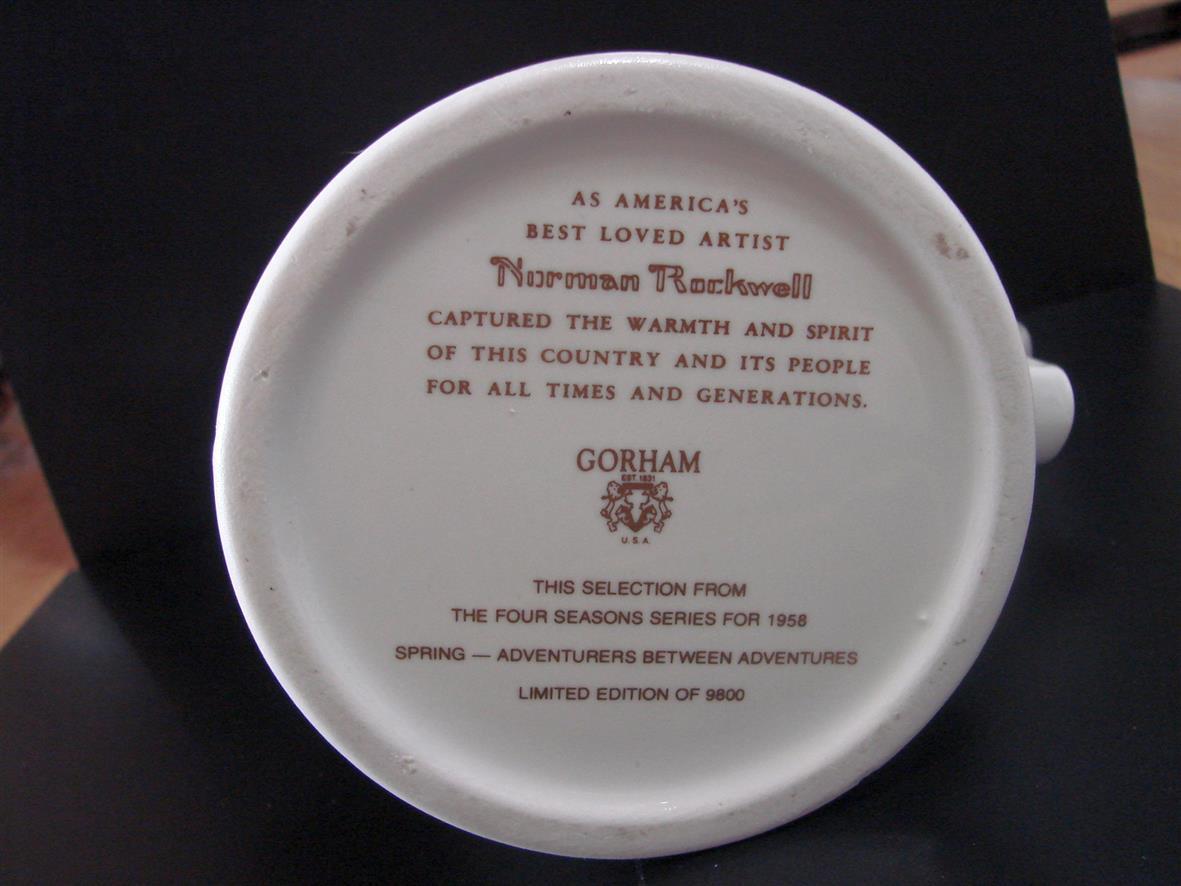 AS AMERICA'S
BEST LOVED ARTIST
Norman Rockwell
CAPTURED THE WARMTH AND SPIRIT
OF THIS COUNTRY AND ITS PEOPLE
FOR ALL TIMES AND GENERATIONS.
GORHAM
EST. 1831
U.S.A.
THIS SELECTION FROM
THE FOUR SEASONS SERIES FOR 1958
SPRING — ADVENTURERS BETWEEN ADVENTURES
LIMITED EDITION OF 9800